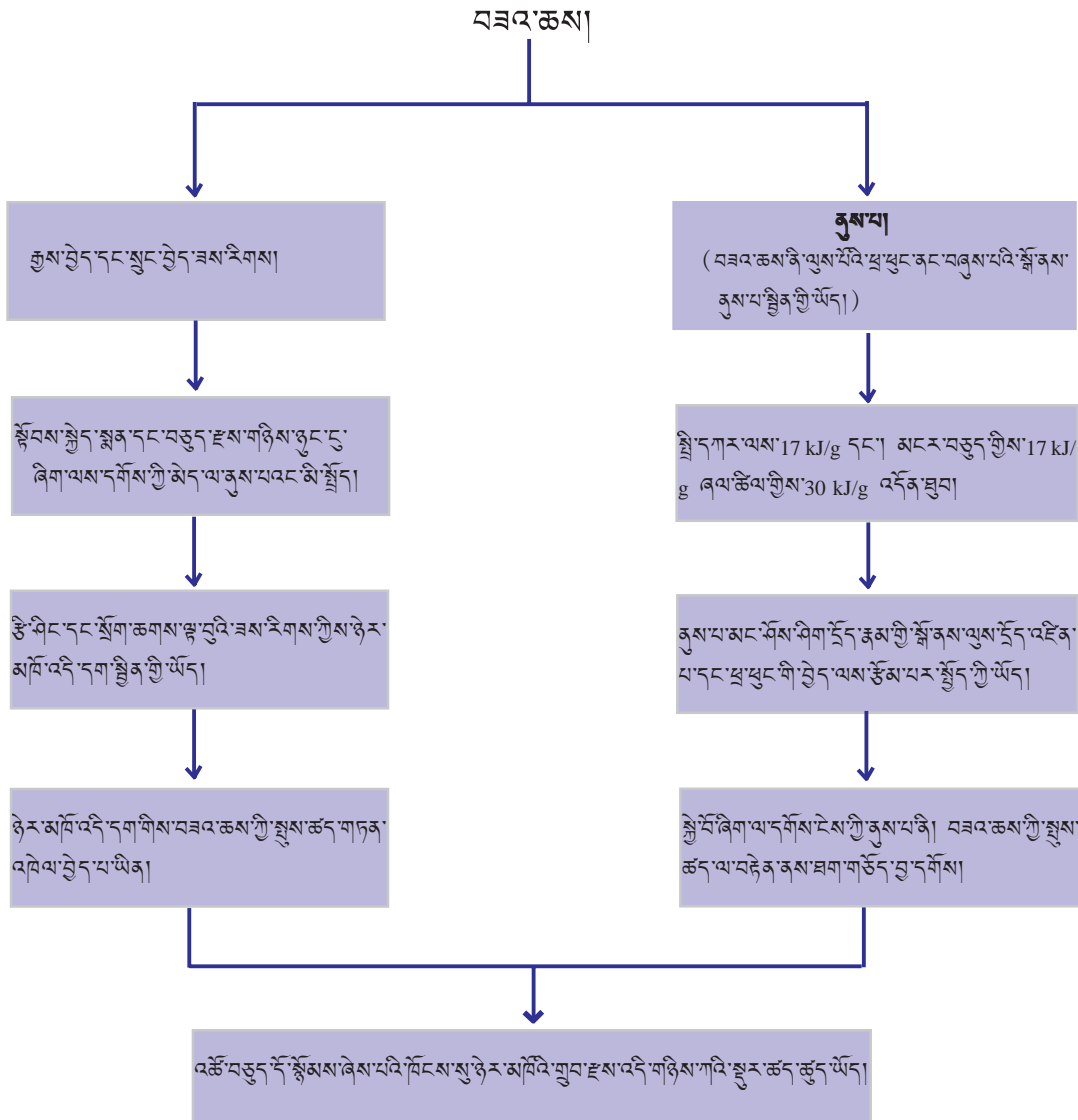 བཟའ་ཆས།
རྒྱས་བྱེད་དང་སྲུང་བྱེད་ཟས་རིགས།
ནུས་པ།
(བཟའ་ཆས་ནི་ལུས་པོའི་ཕྲ་ཕུང་ནང་བཞུས་པའི་སྒོ་ནས་
ནུས་པ་སྦྱིན་གྱི་ཡོད།)
སྟོབས་སྐྱེད་སྨན་དང་བཅུད་རྫས་གཉིས་ཉུང་ངུ་
ཞིག་ལས་དགོས་ཀྱི་མེད་ལ་ནུས་པའང་མི་སྤྲོད།
སྤྲི་དཀར་ལས་17 kJ/g དང་། མངར་བཅུད་གྱིས་17 kJ/
g ཞལ་ཚིལ་གྱིས་30 kJ/g འདོན་ཐུབ།
རྩི་ཤིང་དང་སྲོག་ཆགས་ལྟ་བུའི་ཟས་རིགས་ཀྱིས་ཉེར་
མཁོ་འདི་དག་སྦྱིན་གྱི་ཡོད།
ནུས་པ་མང་ཤོས་ཤིག་དྲོད་རྣམ་གྱི་སྒོ་ནས་ལུས་དྲོད་འཛིན་
པ་དང་ཕྲ་ཕུང་གི་བྱེད་ལས་རྩོམ་པར་སྤྱོད་ཀྱི་ཡོད།
ཉེར་མཁོ་འདི་དག་གིས་བཟའ་ཆས་ཀྱི་སྤུས་ཚད་གཏན་
འཁེལ་བྱེད་པ་ཡིན།
སྐྱེ་བོ་ཞིག་ལ་དགོས་ངེས་ཀྱི་ནུས་པ་ནི། བཟའ་ཆས་ཀྱི་སྤུས་
ཚད་ལ་བརྟེན་ནས་ཐག་གཅོད་བྱ་དགོས།
འཚོ་བཅུད་དོ་སྙོམས་ཞེས་པའི་ཁོངས་སུ་ཉེར་མཁོའི་གྲུབ་རྫས་འདི་གཉིས་ཀའི་སྡུར་ཚད་ཚུད་ཡོད།